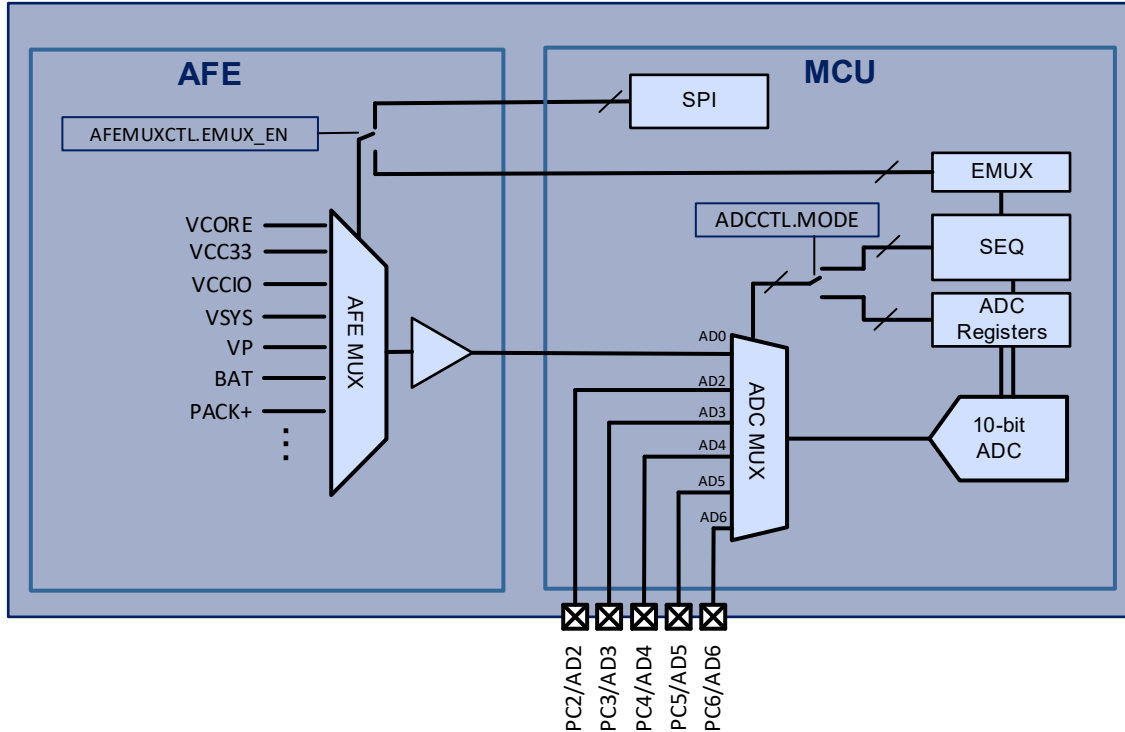 AFE
MCU
SPI
AFEMUXCTL.EMUX_EN
EMUX
ADCCTL.MODE
SEQ
VCORE
VCC33
VCCIO
VSYS
VP
BAT
PACK+
AFE MUX
ADC
Registers
AD0
AD2
AD3
AD4
AD5
AD6
ADC MUX
10-bit
ADC
PC2/AD2
PC3/AD3
PC4/AD4
PC5/AD5
PC6/AD6